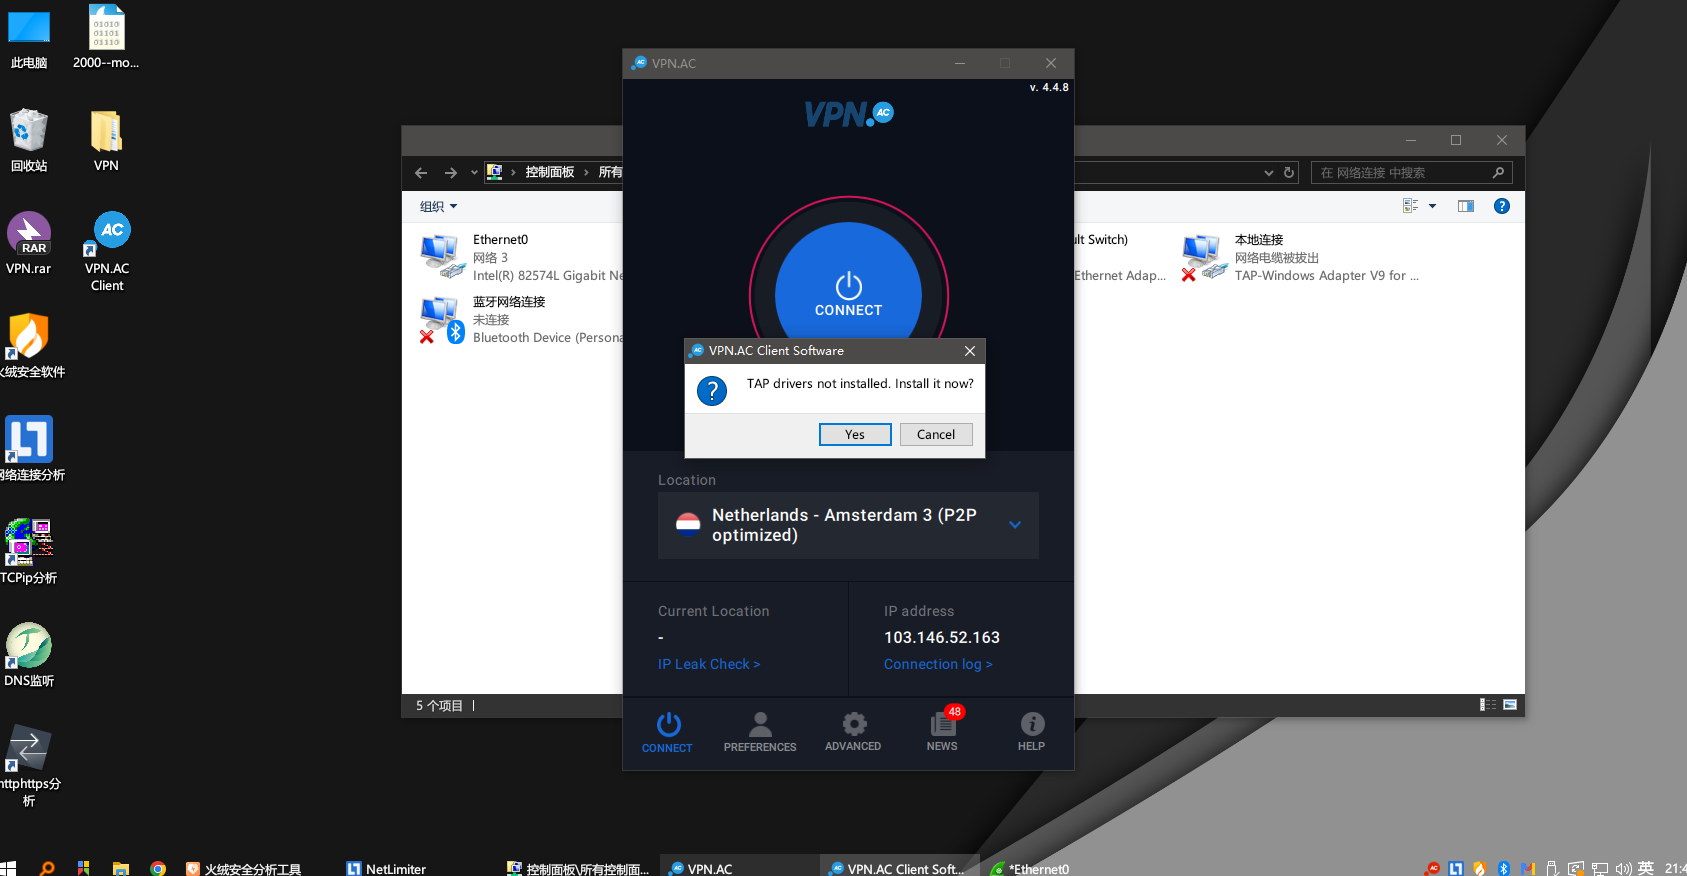 此电脑
2000--mo...
回收站
VPN
RAR
VPN.rar
AC
VPN.AC
Client
火绒安全软件
网络连接分析
TCPip分析
DNS监听
httphttps分
析
VPN.AC
v. 4.4.8
VPN.AC
CONNECT
VPN.AC Client Software
TAP drivers not installed. Install it now?
Yes
Cancel
Location
Netherlands - Amsterdam 3 (P2P
optimized)
Current Location
-
IP Leak Check >
IP address
103.146.52.163
Connection log >
CONNECT
PREFERENCES
ADVANCED
48
NEWS
HELP
控制面板
所有
在 网络连接 中搜索
组织
Ethernet0
网络 3
Intel(R) 82574L Gigabit Ne
蓝牙网络连接
未连接
Bluetooth Device (Persona
ult Switch)
Ethernet Adap...
本地连接
网络电缆被拔出
TAP-Windows Adapter V9 for ...
5 个项目
火绒安全分析工具
NetLimiter
控制面板\所有控制面...
VPN.AC
VPN.AC Client Soft...
*Ethernet0
英
21:4